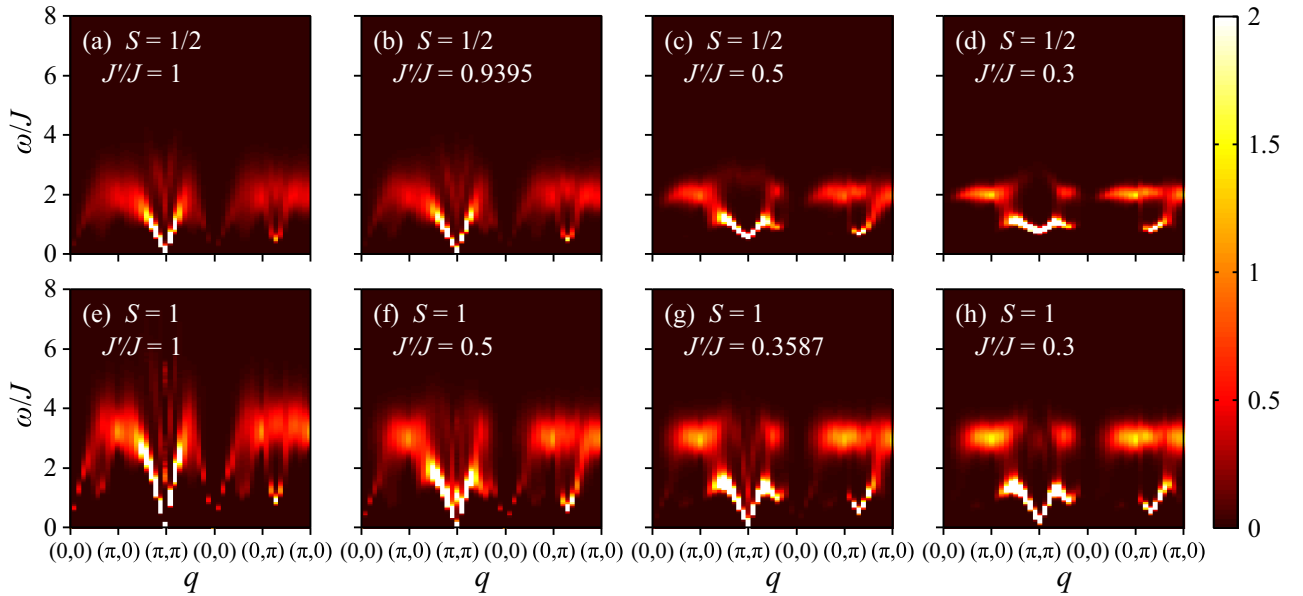 8
6
4
2
0
ω/J
(a) S = 1/2
J'/J = 1
(b) S = 1/2
J'/J = 0.9395
(c) S = 1/2
J'/J = 0.5
(d) S = 1/2
J'/J = 0.3
8
6
4
2
0
ω/J
(e) S = 1
J'/J = 1
(f) S = 1
J'/J = 0.5
(g) S = 1
J'/J = 0.3587
(h) S = 1
J'/J = 0.3
(0,0) (π,0) (π,π) (0,0) (0,π) (π,0)
(0,0) (π,0) (π,π) (0,0) (0,π) (π,0)
(0,0) (π,0) (π,π) (0,0) (0,π) (π,0)
(0,0) (π,0) (π,π) (0,0) (0,π) (π,0)
q
q
q
q
2
1.5
1
0.5
0